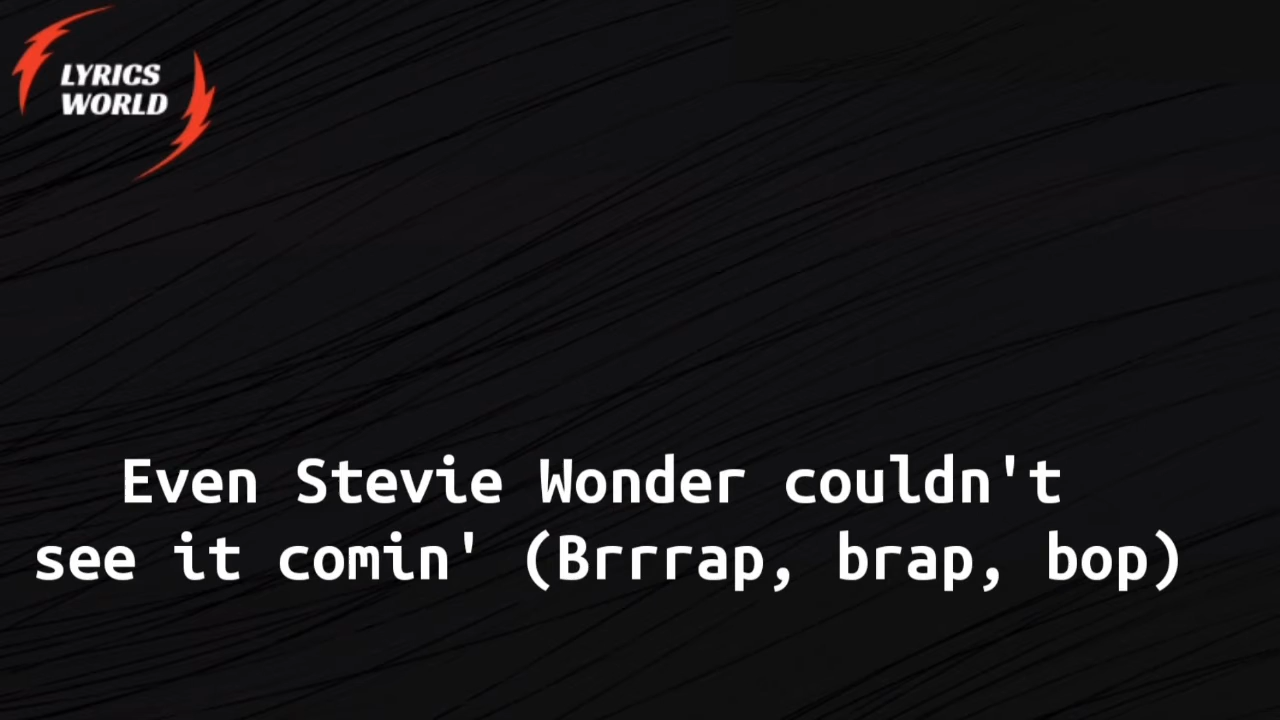 LYRICS
WORLD
Even Stevie Wonder couldn't
see it comin' (Brrrap, brap, bop)